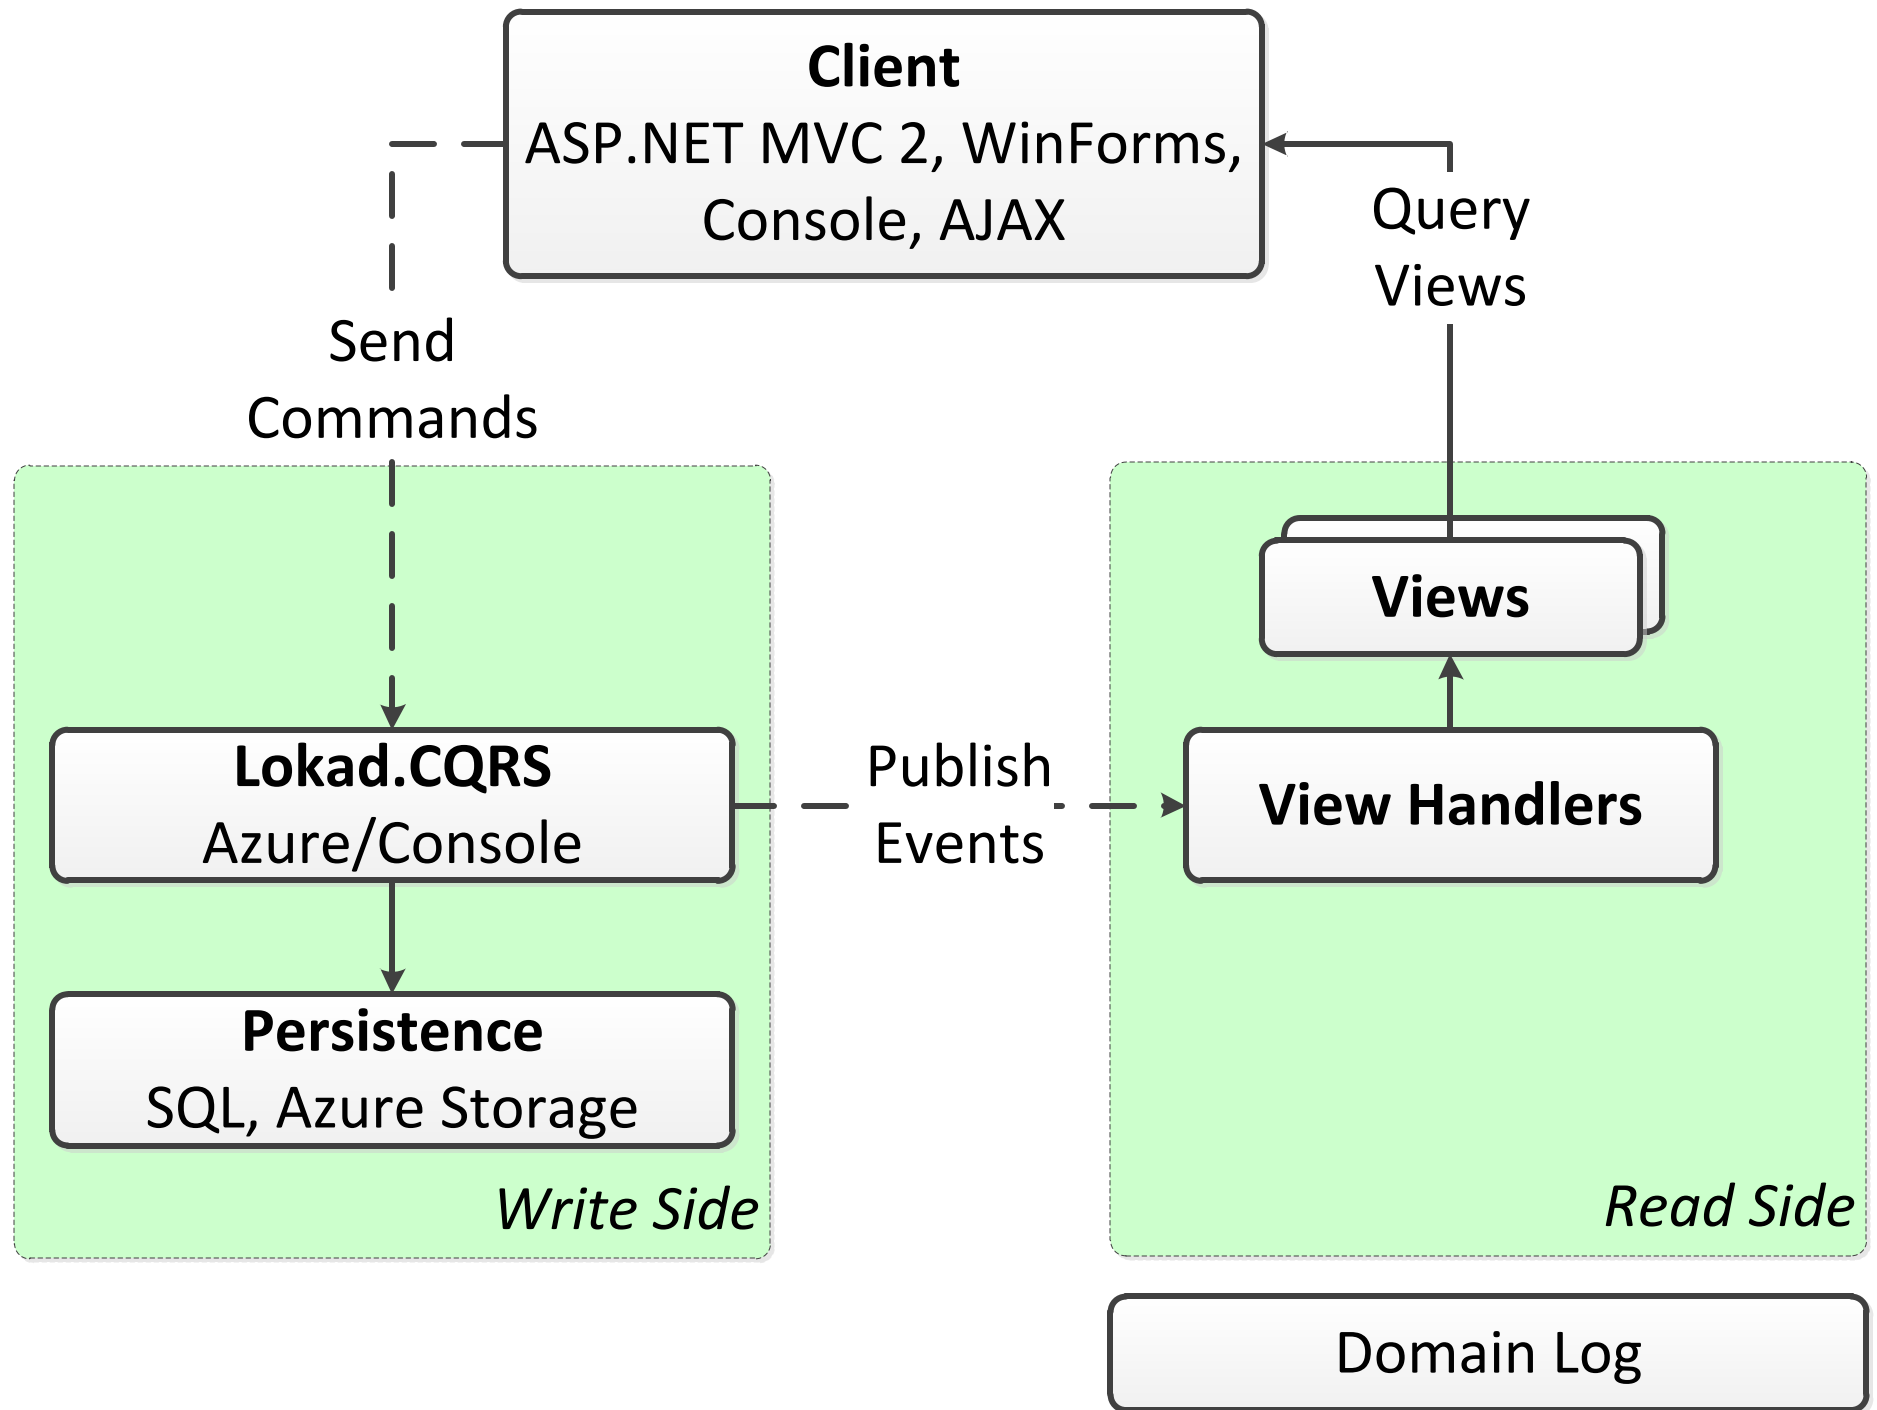 Client
ASP.NET MVC 2, WinForms,
Console, AJAX
Query
Views
Send
Commands
Views
Lokad.CQRS
Azure/Console
Publish
Events
View Handlers
Persistence
SQL, Azure Storage
Write Side
Read Side
Domain Log